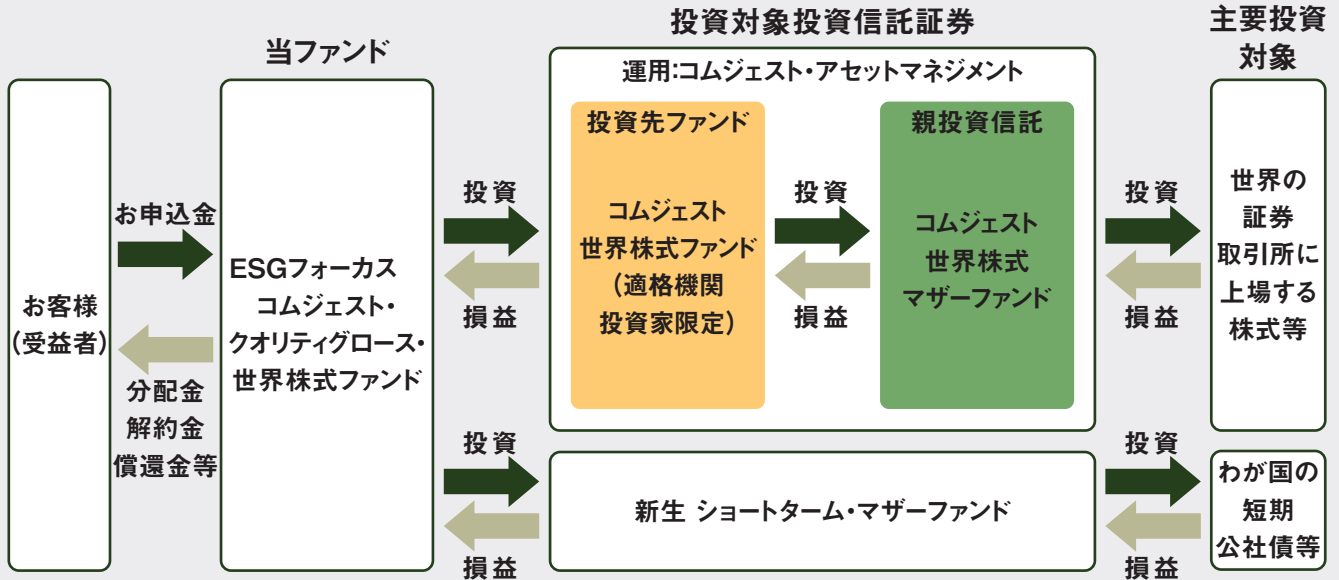 お客様
(受益者)
お申込金
分配金
解約金
償還金等
当ファンド
ESGフォーカス
コムジェスト・
クオリティグロース・
世界株式ファンド
投資
損益
投資
損益
投資対象投資信託証券
運用:コムジェスト・アセットマネジメント
投資先ファンド
コムジェスト
世界株式ファンド
(適格機関
投資家限定)
投資
損益
親投資信託
コムジェスト
世界株式
マザーファンド
新生 ショートターム・マザーファンド
投資
損益
投資
損益
主要投資
対象
世界の
証券
取引所に
上場する
株式等
わが国の
短期
公社債等